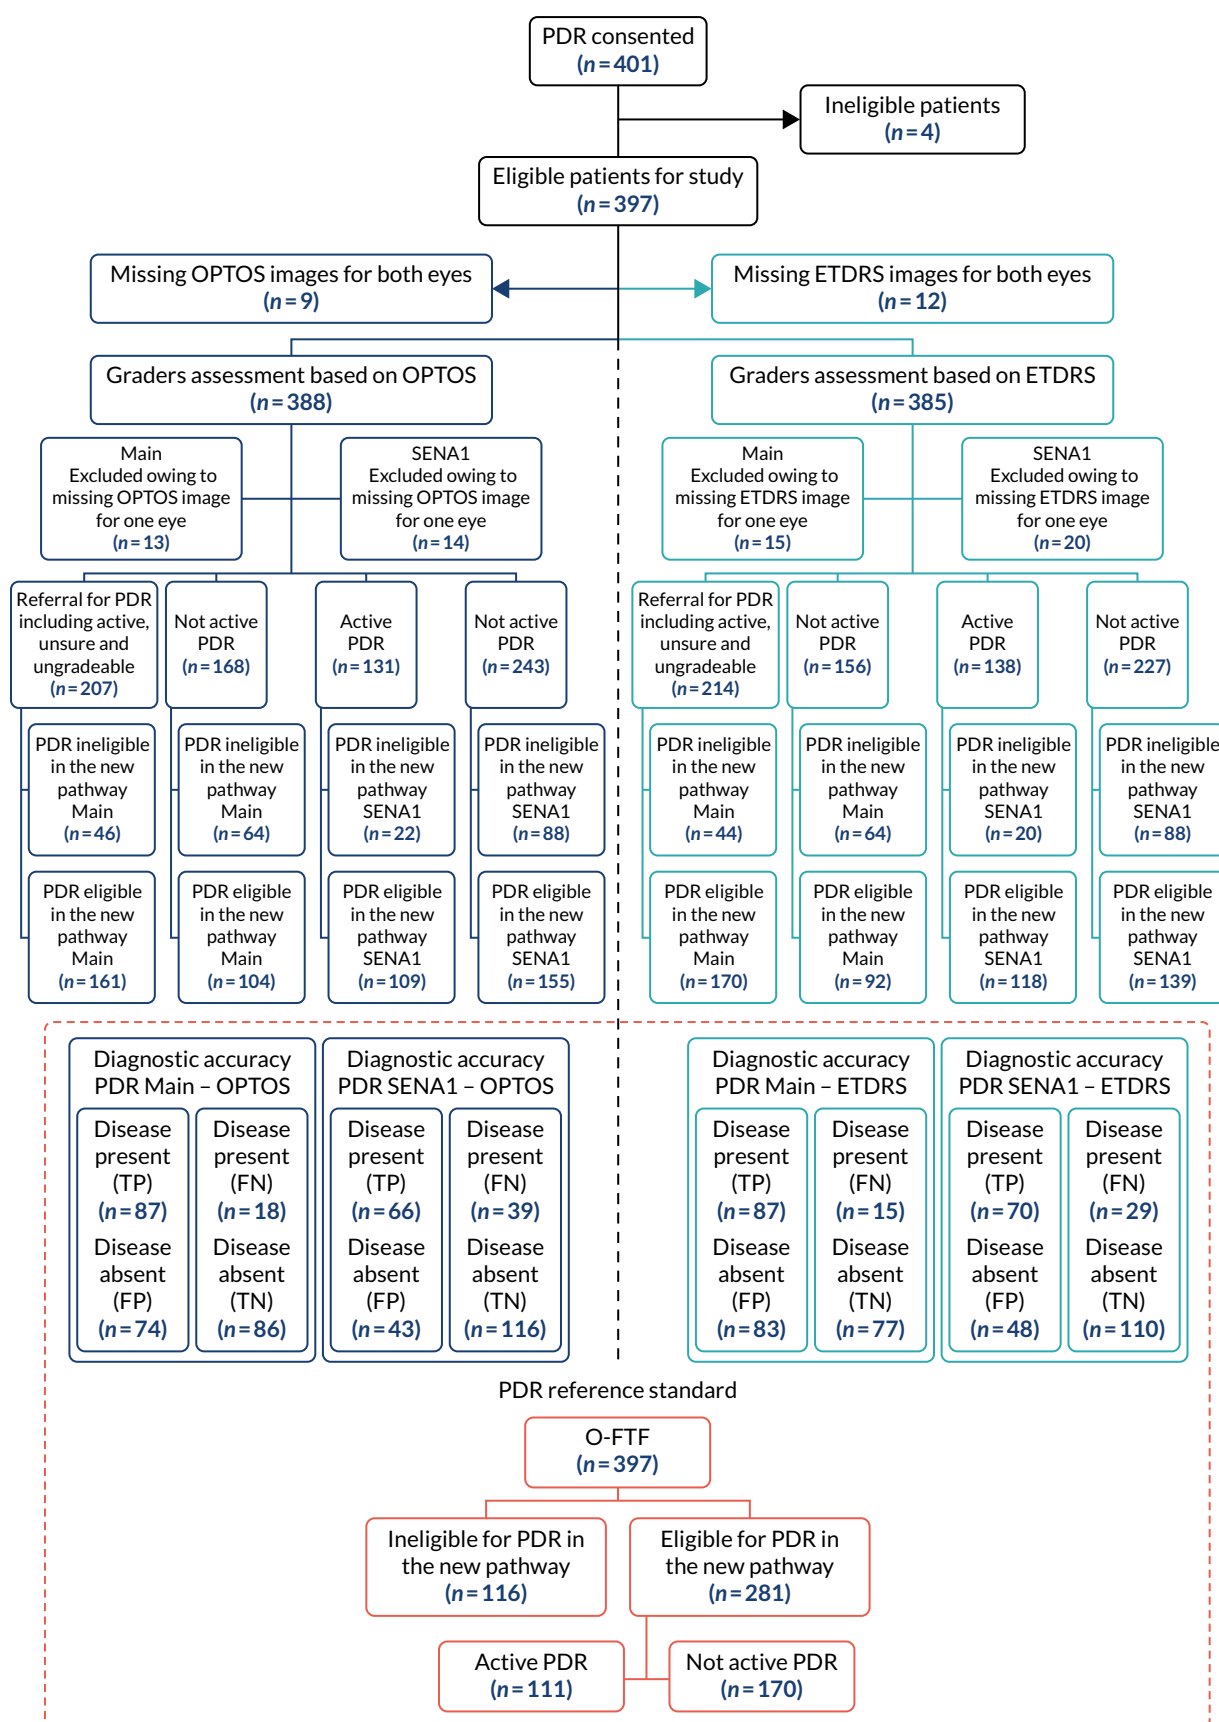 PDR consented
(n=401)
Ineligible patients
(n=4)
Eligible patients for study
(n=397)
Missing OPTOS images for both eyes
(n=9)
Missing ETDRS images for both eyes
(n=12)
Graders assessment based on OPTOS
(n=388)
Graders assessment based on ETDRS
(n=385)
Main
Excluded owing to
missing OPTOS image
for one eye
(n=13)
SENA1
Excluded owing to
missing OPTOS image
for one eye
(n=14)
Main
Excluded owing to
missing ETDRS image
for one eye
(n=15)
SENA1
Excluded owing to
missing ETDRS image
for one eye
(n=20)
Referral for PDR
including active,
unsure and
ungradeable
(n=207)
Not active
PDR
(n=168)
Active
PDR
(n=131)
Not active
PDR
(n=243)
Referral for PDR
including active,
unsure and
ungradeable
(n=214)
Not active
PDR
(n=156)
Active
PDR
(n=138)
Not active
PDR
(n=227)
PDR ineligible
in the new
pathway
Main
(n=46)
PDR ineligible
in the new
pathway
Main
(n=64)
PDR ineligible
in the new
pathway
SENA1
(n=22)
PDR ineligible
in the new
pathway
SENA1
(n=88)
PDR ineligible
in the new
pathway
Main
(n=44)
PDR ineligible
in the new
pathway
Main
(n=64)
PDR ineligible
in the new
pathway
SENA1
(n=20)
PDR ineligible
in the new
pathway
SENA1
(n=88)
PDR eligible
in the new
pathway
Main
(n=161)
PDR eligible
in the new
pathway
Main
(n=104)
PDR eligible
in the new
pathway
SENA1
(n=109)
PDR eligible
in the new
pathway
SENA1
(n=155)
PDR eligible
in the new
pathway
Main
(n=170)
PDR eligible
in the new
pathway
Main
(n=92)
PDR eligible
in the new
pathway
SENA1
(n=118)
PDR eligible
in the new
pathway
SENA1
(n=139)
Diagnostic accuracy
PDR Main – OPTOS
Disease
present
(TP)
(n=87)
Disease
absent
(FP)
(n=74)
Disease
present
(FN)
(n=18)
Disease
absent
(TN)
(n=86)
Diagnostic accuracy
PDR SENA1 – OPTOS
Disease
present
(TP)
(n=66)
Disease
absent
(FP)
(n=43)
Disease
present
(FN)
(n=39)
Disease
absent
(TN)
(n=116)
Diagnostic accuracy
PDR Main – ETDRS
Disease
present
(TP)
(n=87)
Disease
absent
(FP)
(n=83)
Disease
present
(FN)
(n=15)
Disease
absent
(TN)
(n=77)
Diagnostic accuracy
PDR SENA1 – ETDRS
Disease
present
(TP)
(n=70)
Disease
absent
(FP)
(n=48)
Disease
present
(FN)
(n=29)
Disease
absent
(TN)
(n=110)
PDR reference standard
O-FTF
(n=397)
Ineligible for PDR in
the new pathway
(n=116)
Eligible for PDR in
the new pathway
(n=281)
Active PDR
(n=111)
Not active PDR
(n=170)